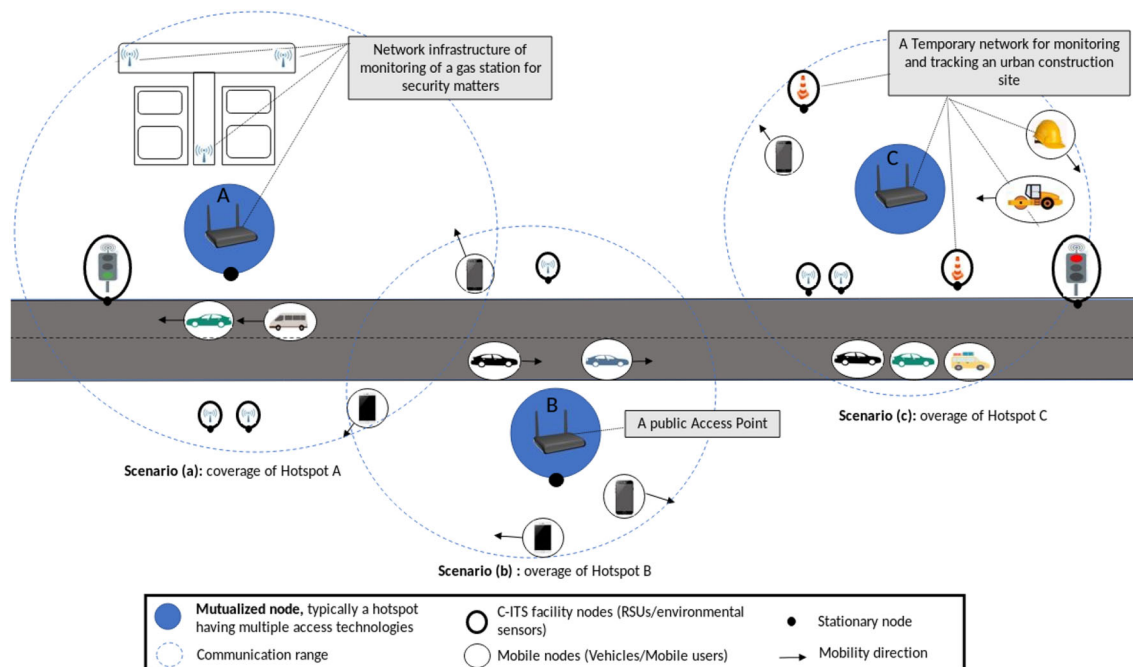 Network infrastructure of
monitoring of a gas station for
security matters
A Temporary network for monitoring
and tracking an urban construction
site
A
C
B
A public Access Point
Scenario (a): coverage of Hotspot A
Scenario (c): overage of Hotspot C
Scenario (b) : overage of Hotspot B
Mutualized node, typically a hotspot
having multiple access technologies
Communication range
C-ITS facility nodes (RSUs/environmental
sensors)
Mobile nodes (Vehicles/Mobile users)
Stationary node
Mobility direction